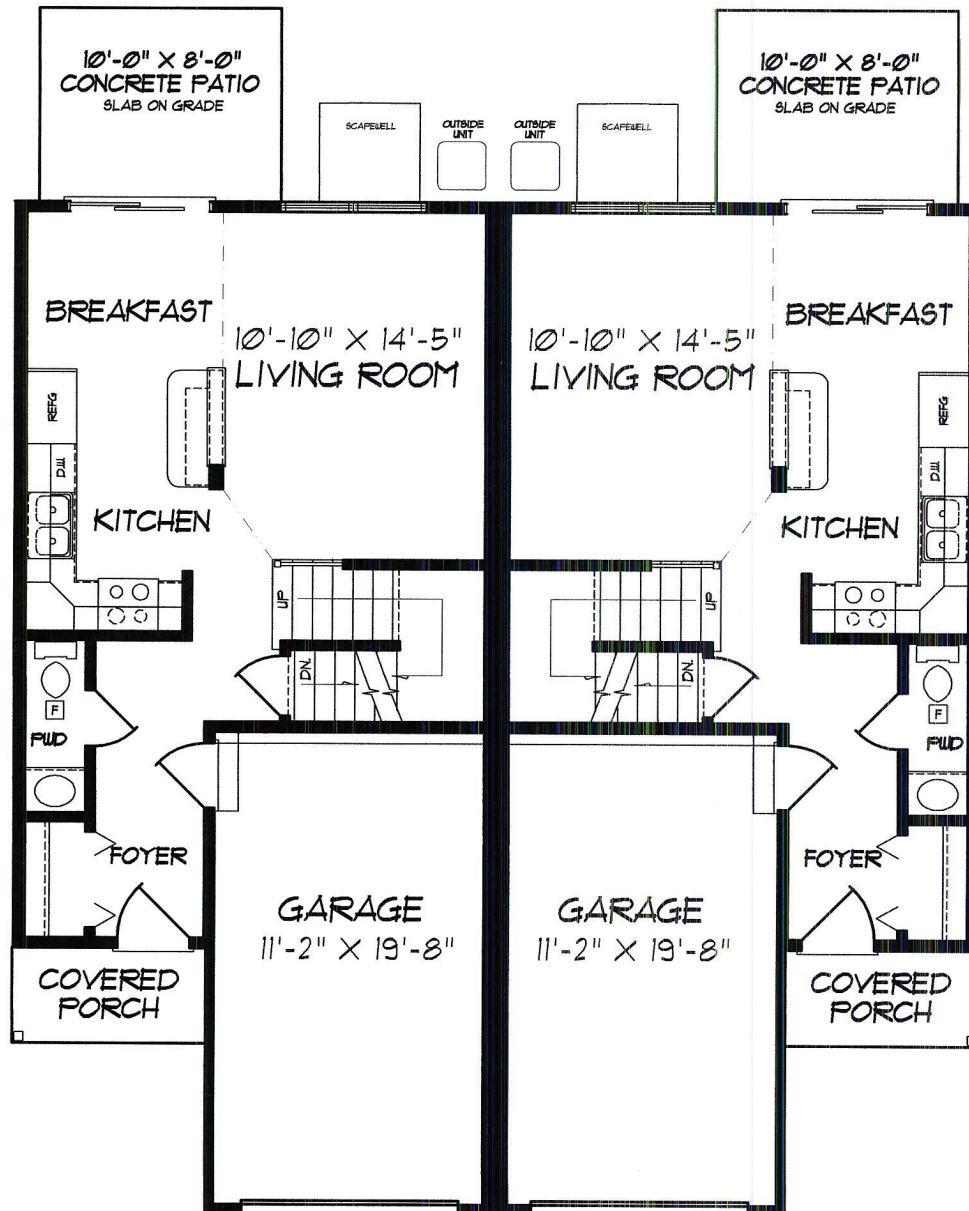 10'-0" X 8'-0"
CONCRETE PATIO
SLAB ON GRADE
SCAPEWELL
OUTSIDE
UNIT
OUTSIDE
UNIT
SCAPEWELL
10'-0" X 8'-0"
CONCRETE PATIO
SLAB ON GRADE
BREAKFAST
10'-10" X 14'-5"
LIVING ROOM
10'-10" X 14'-5"
LIVING ROOM
BREAKFAST
REFG
D.W.
KITCHEN
REFG
D.W.
KITCHEN
UP
DN.
UP
DN.
F
PWD
F
PWD
FOYER
FOYER
GARAGE
11'-2" X 19'-8"
GARAGE
11'-2" X 19'-8"
COVERED
PORCH
COVERED
PORCH